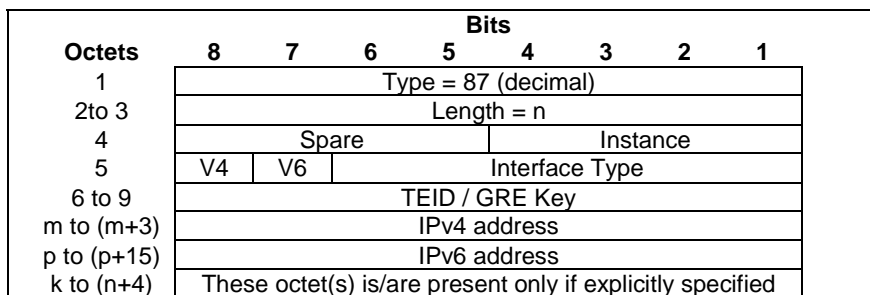 Bits
Octets 8 7 6 5 4 3 2 1
1 Type = 87 (decimal)
2to 3 Length = n
4 Spare Instance
5 V4 V6 Interface Type
6 to 9 TEID / GRE Key
m to (m+3) IPv4 address
p to (p+15) IPv6 address
k to (n+4) These octet(s) is/are present only if explicitly specified